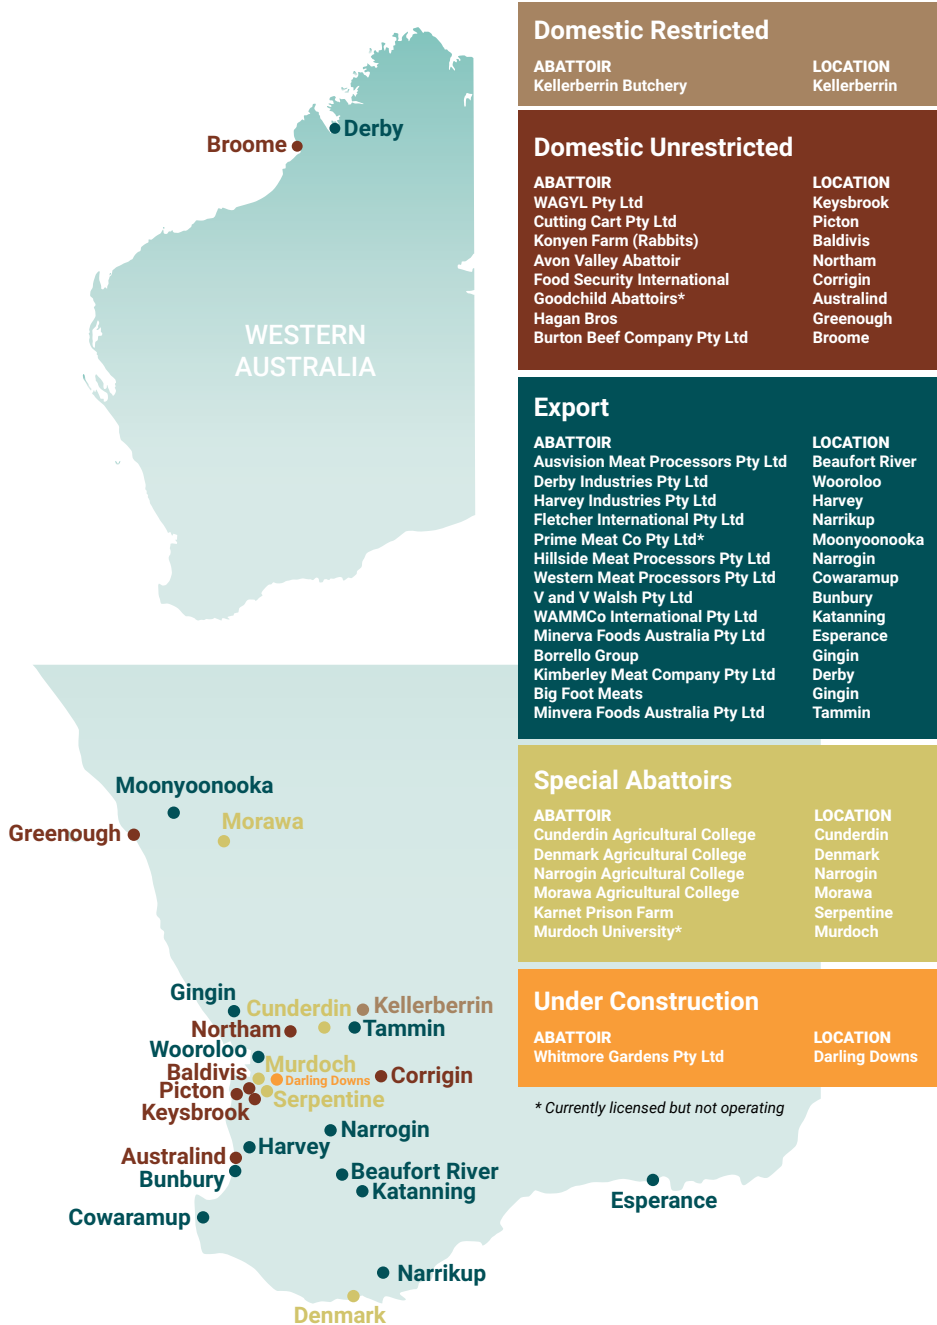 Derby
Broome
WESTERN
AUSTRALIA
Domestic Restricted
ABATTOIR LOCATION
Kellerberrin Butchery Kellerberrin
Domestic Unrestricted
ABATTOIR LOCATION
WAGYL Pty Ltd Keysbrook
Cutting Cart Pty Ltd Picton
Konyen Farm (Rabbits) Baldivis
Avon Valley Abattoir Northam
Food Security International Corrigin
Goodchild Abattoirs* Australind
Hagan Bros Greenough
Burton Beef Company Pty Ltd Broome
Export
ABATTOIR LOCATION
Ausvision Meat Processors Pty Ltd Beaufort River
Derby Industries Pty Ltd Wooroloo
Harvey Industries Pty Ltd Harvey
Fletcher International Pty Ltd Narrikup
Prime Meat Co Pty Ltd* Moonyoonooka
Hillside Meat Processors Pty Ltd Narrogin
Western Meat Processors Pty Ltd Cowaramup
V and V Walsh Pty Ltd Bunbury
WAMMCo International Pty Ltd Katanning
Minerva Foods Australia Pty Ltd Esperance
Borrello Group Gingin
Kimberley Meat Company Pty Ltd Derby
Big Foot Meats Gingin
Minvera Foods Australia Pty Ltd Tammin
Special Abattoirs
ABATTOIR LOCATION
Cunderdin Agricultural College Cunderdin
Denmark Agricultural College Denmark
Narrogin Agricultural College Narrogin
Morawa Agricultural College Morawa
Karnet Prison Farm Serpentine
Murdoch University* Murdoch
Under Construction
ABATTOIR LOCATION
Whitmore Gardens Pty Ltd Darling Downs
* Currently licensed but not operating
Moonyoonooka
Morawa
Greenough
Gingin
Cunderdin
Kellerberrin
Northam
Tammin
Wooroloo
Murdoch
Baldivis
Darling Downs
Corrigin
Picton
Serpentine
Keysbrook
Narrogin
Harvey
Australind
Beaufort River
Bunbury
Katanning
Esperance
Cowaramup
Narrikup
Denmark